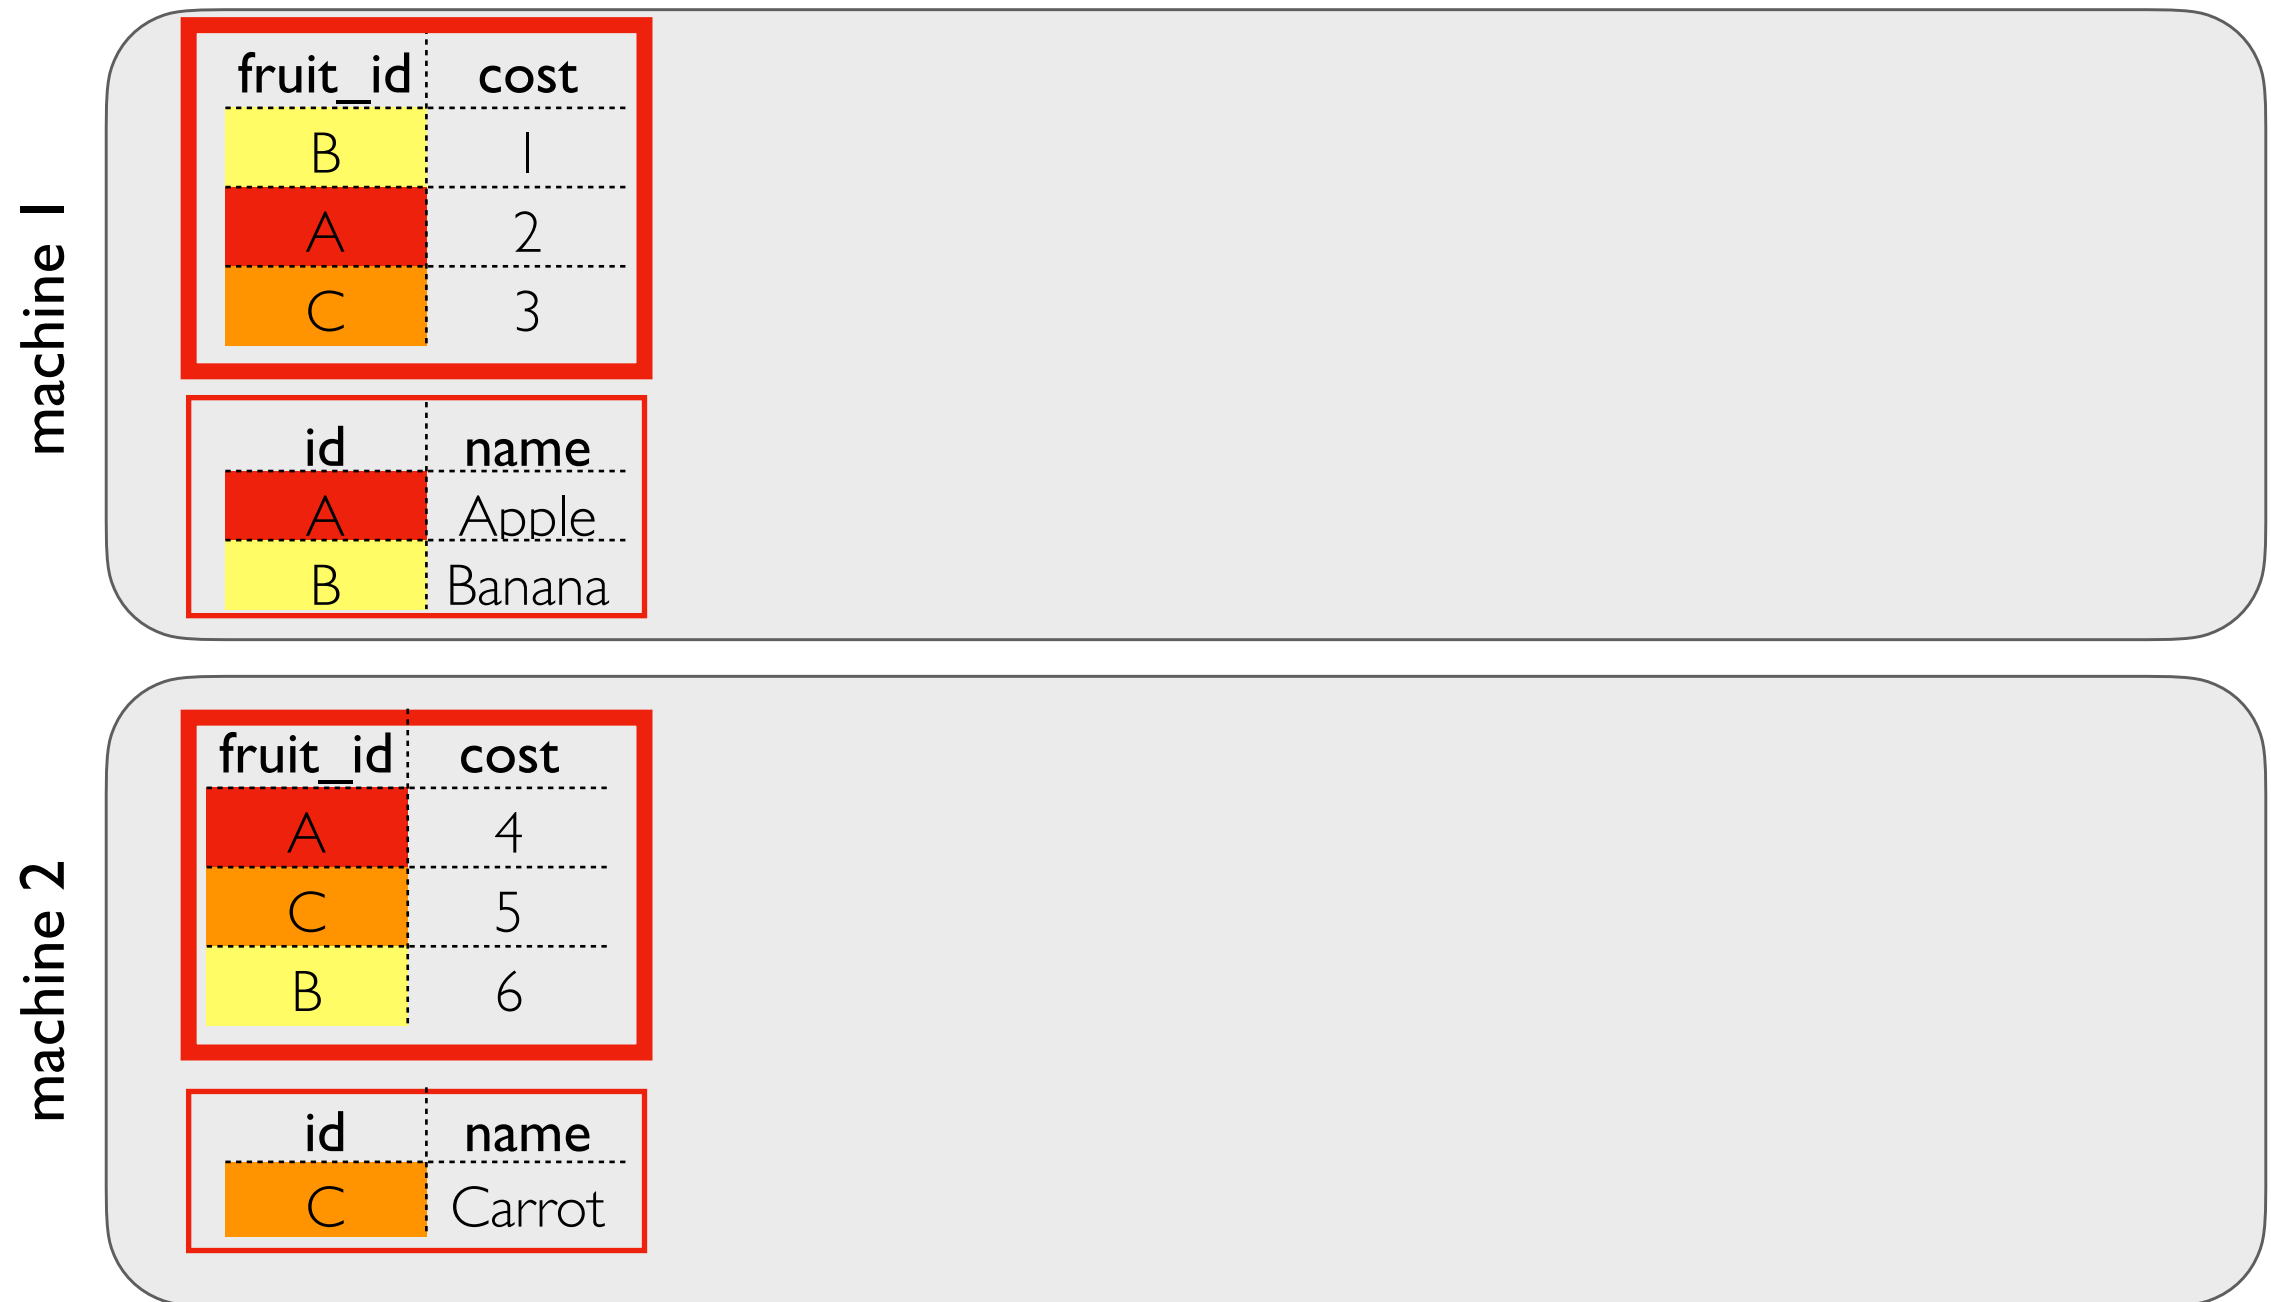 machine 1
fruit_id cost
B 1
A 2
C 3
id name
A Apple
B Banana
machine 2
fruit_id cost
A 4
C 5
B 6
id name
C Carrot